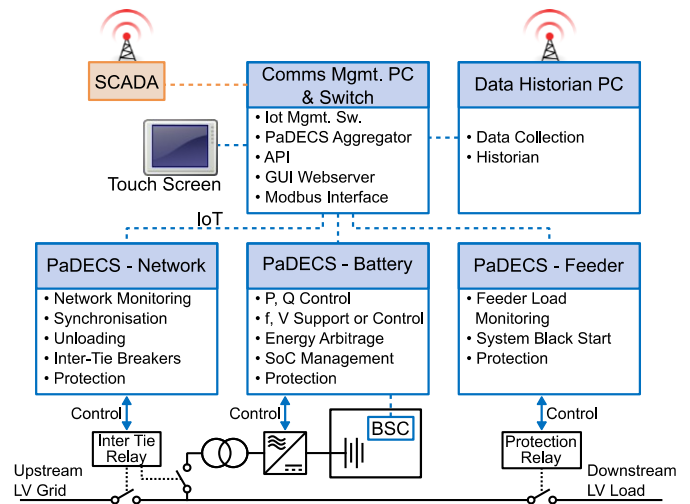 SCADA
Comms Mgmt. PC
& Switch
• Iot Mgmt. Sw.
• PaDECS Aggregator
• API
• GUI Webserver
• Modbus Interface
Data Historian PC
• Data Collection
• Historian
Touch Screen
IoT
PaDECS - Network
• Network Monitoring
• Synchronisation
• Unloading
• Inter-Tie Breakers
• Protection
PaDECS - Battery
• P, Q Control
• f, V Support or Control
• Energy Arbitrage
• SoC Management
• Protection
PaDECS - Feeder
• Feeder Load
Monitoring
• System Black Start
• Protection
Control
Control
Control
Inter Tie
Relay
BSC
Protection
Relay
Upstream
LV Grid
Downstream
LV Load